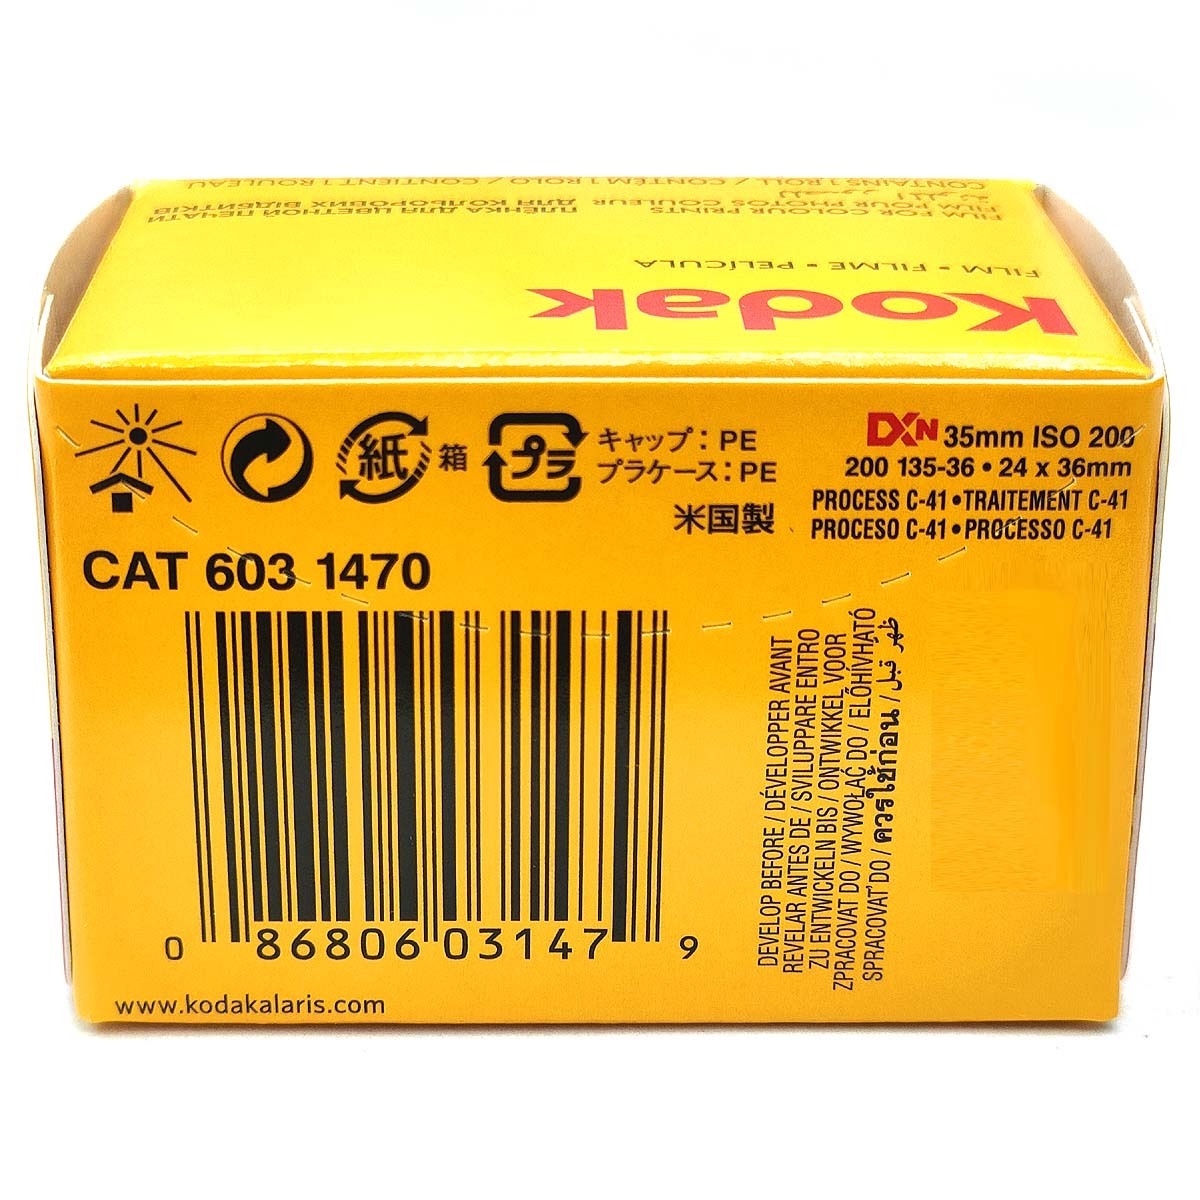 CONTAINS 1 ROLL / CONTÉM 1 ROLO / CONTIENT 1 ROULEAU
FILM FOR COLOUR PRINTS
FILM POUR PHOTOS COULEUR
ПЛЁНКА ДЛЯ ЦВЕТНОЙ ПЕЧАТИ
ДЛЯ КОЛЬОРОВИХ ВІДБИТКІВ
FILM • FILME • PELÍCULA
Kodak
紙 箱
プラ
キャップ : PE
プラケース : PE
米国製
DXN 35mm ISO 200
200 135-36 • 24 x 36mm
PROCESS C-41 • TRAITEMENT C-41
PROCESO C-41 • PROCESSO C-41
CAT 603 1470
0 86806 03147 9
www.kodakalaris.com
DEVELOP BEFORE / DÉVELOPPER AVANT
REVELAR ANTES DE / SVILUPPARE ENTRO
ZU ENTWICKELN BIS / ONTWIKKEL VÓÓR
ZPRACOVAT DO / WYWOŁAĆ DO / ELŐHÍVHATÓ
SPRACOVAŤ DO / ควรใช้ก่อน / ظهر قبل